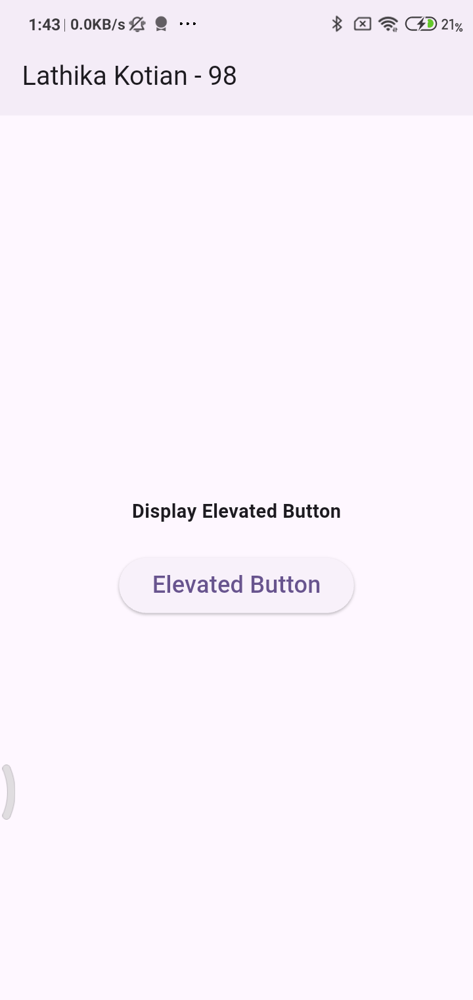 1:43 0.0KB/s 21%
Lathika Kotian - 98
Display Elevated Button
Elevated Button